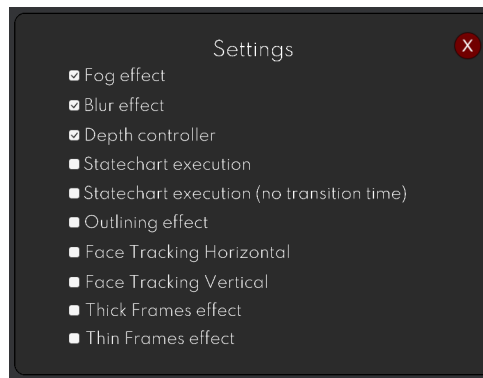 Settings
X
Fog effect
Blur effect
Depth controller
Statechart execution
Statechart execution (no transition time)
Outlining effect
Face Tracking Horizontal
Face Tracking Vertical
Thick Frames effect
Thin Frames effect